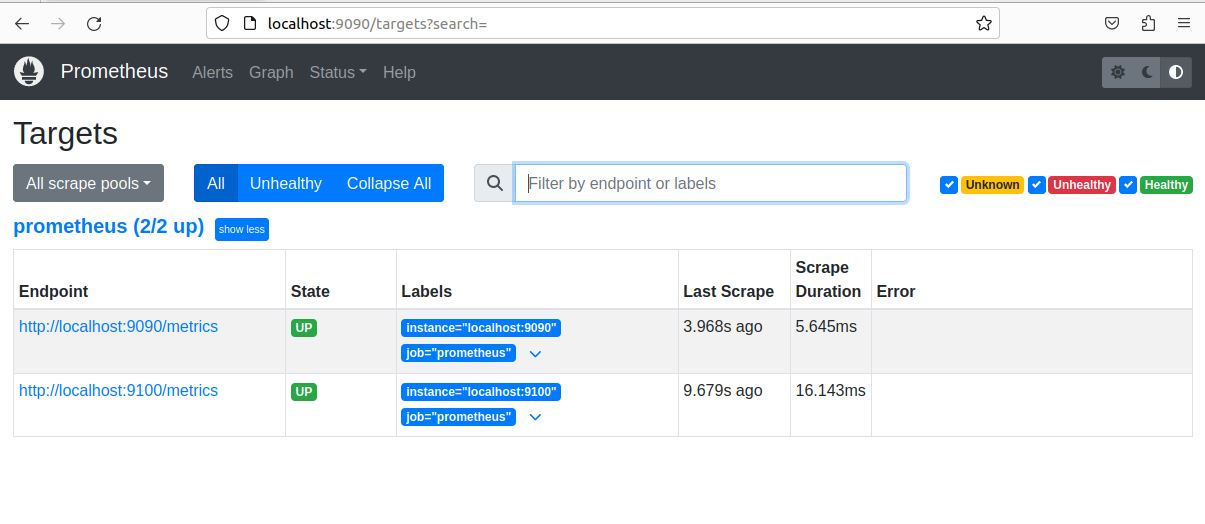 localhost:9090/targets?search=
Prometheus Alerts Graph Status Help
Targets
All scrape pools All Unhealthy Collapse All Filter by endpoint or labels Unknown Unhealthy Healthy
prometheus (2/2 up) show less
Endpoint State Labels Last Scrape Scrape Duration Error
http://localhost:9090/metrics UP instance="localhost:9090" 3.968s ago 5.645ms
job="prometheus"
http://localhost:9100/metrics UP instance="localhost:9100" 9.679s ago 16.143ms
job="prometheus"